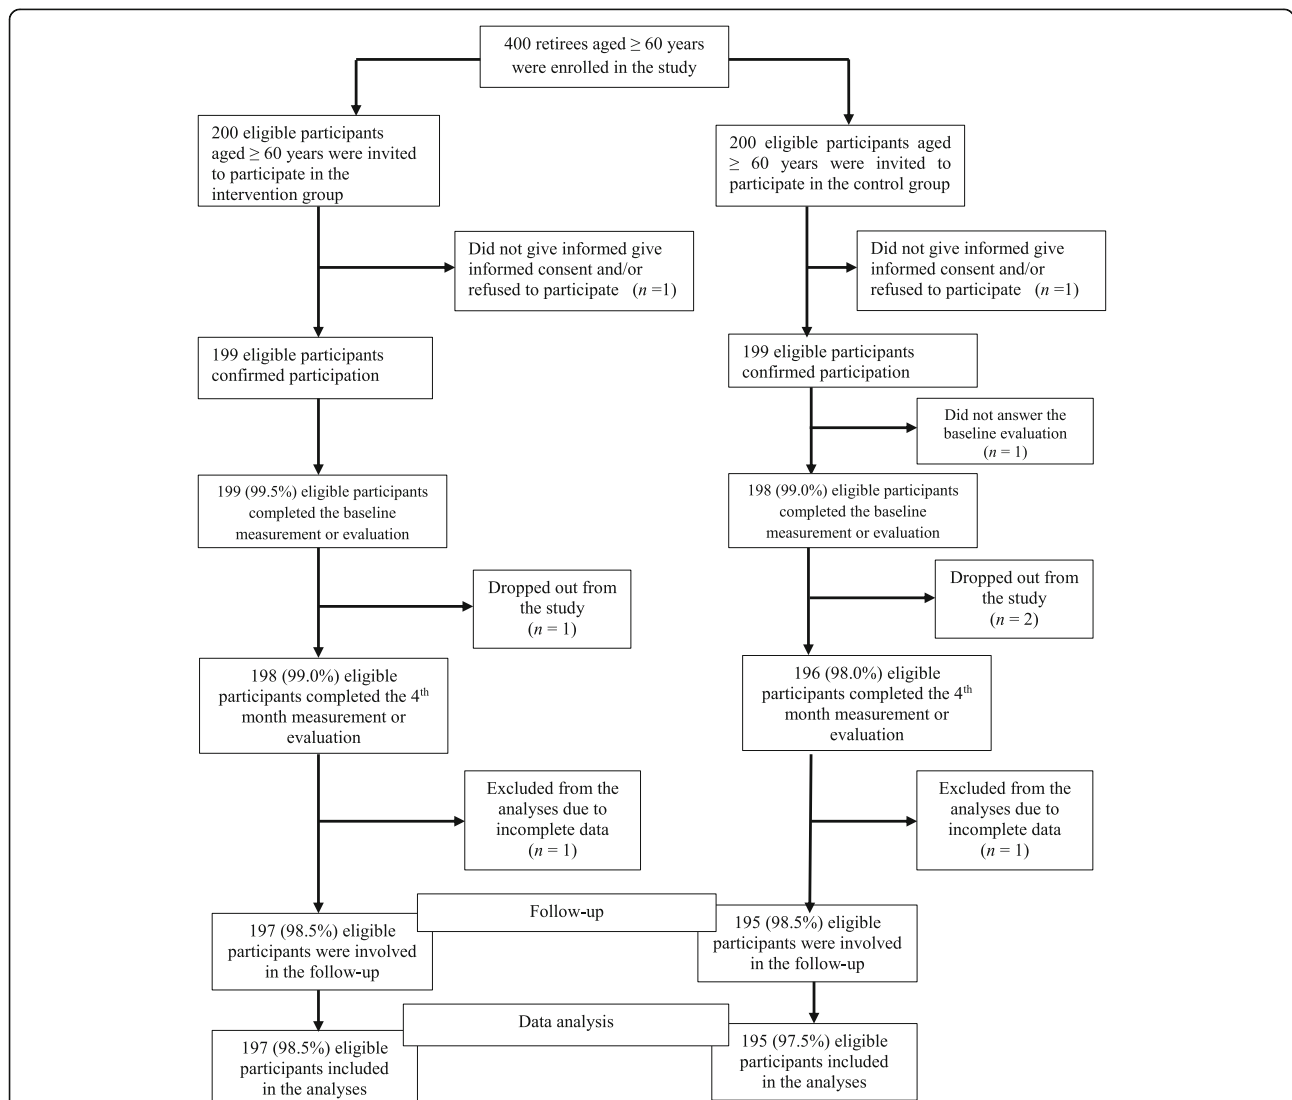 400 retirees aged ≥ 60 years
were enrolled in the study
200 eligible participants
aged ≥ 60 years were invited
to participate in the
intervention group
200 eligible participants aged
≥ 60 years were invited to
participate in the control group
Did not give informed give
informed consent and/or
refused to participate (n =1)
Did not give informed give
informed consent and/or
refused to participate (n =1)
199 eligible participants
confirmed participation
199 eligible participants
confirmed participation
Did not answer the
baseline evaluation
(n = 1)
199 (99.5%) eligible participants
completed the baseline
measurement or evaluation
198 (99.0%) eligible participants
completed the baseline
measurement or evaluation
Dropped out from
the study
(n = 1)
Dropped out from
the study
(n = 2)
198 (99.0%) eligible
participants completed the 4th
month measurement or
evaluation
196 (98.0%) eligible
participants completed the 4th
month measurement or
evaluation
Excluded from the
analyses due to
incomplete data
(n = 1)
Excluded from the
analyses due to
incomplete data
(n = 1)
Follow-up
197 (98.5%) eligible
participants were involved
in the follow-up
195 (98.5%) eligible
participants were involved
in the follow-up
Data analysis
197 (98.5%) eligible
participants included
in the analyses
195 (97.5%) eligible
participants included
in the analyses